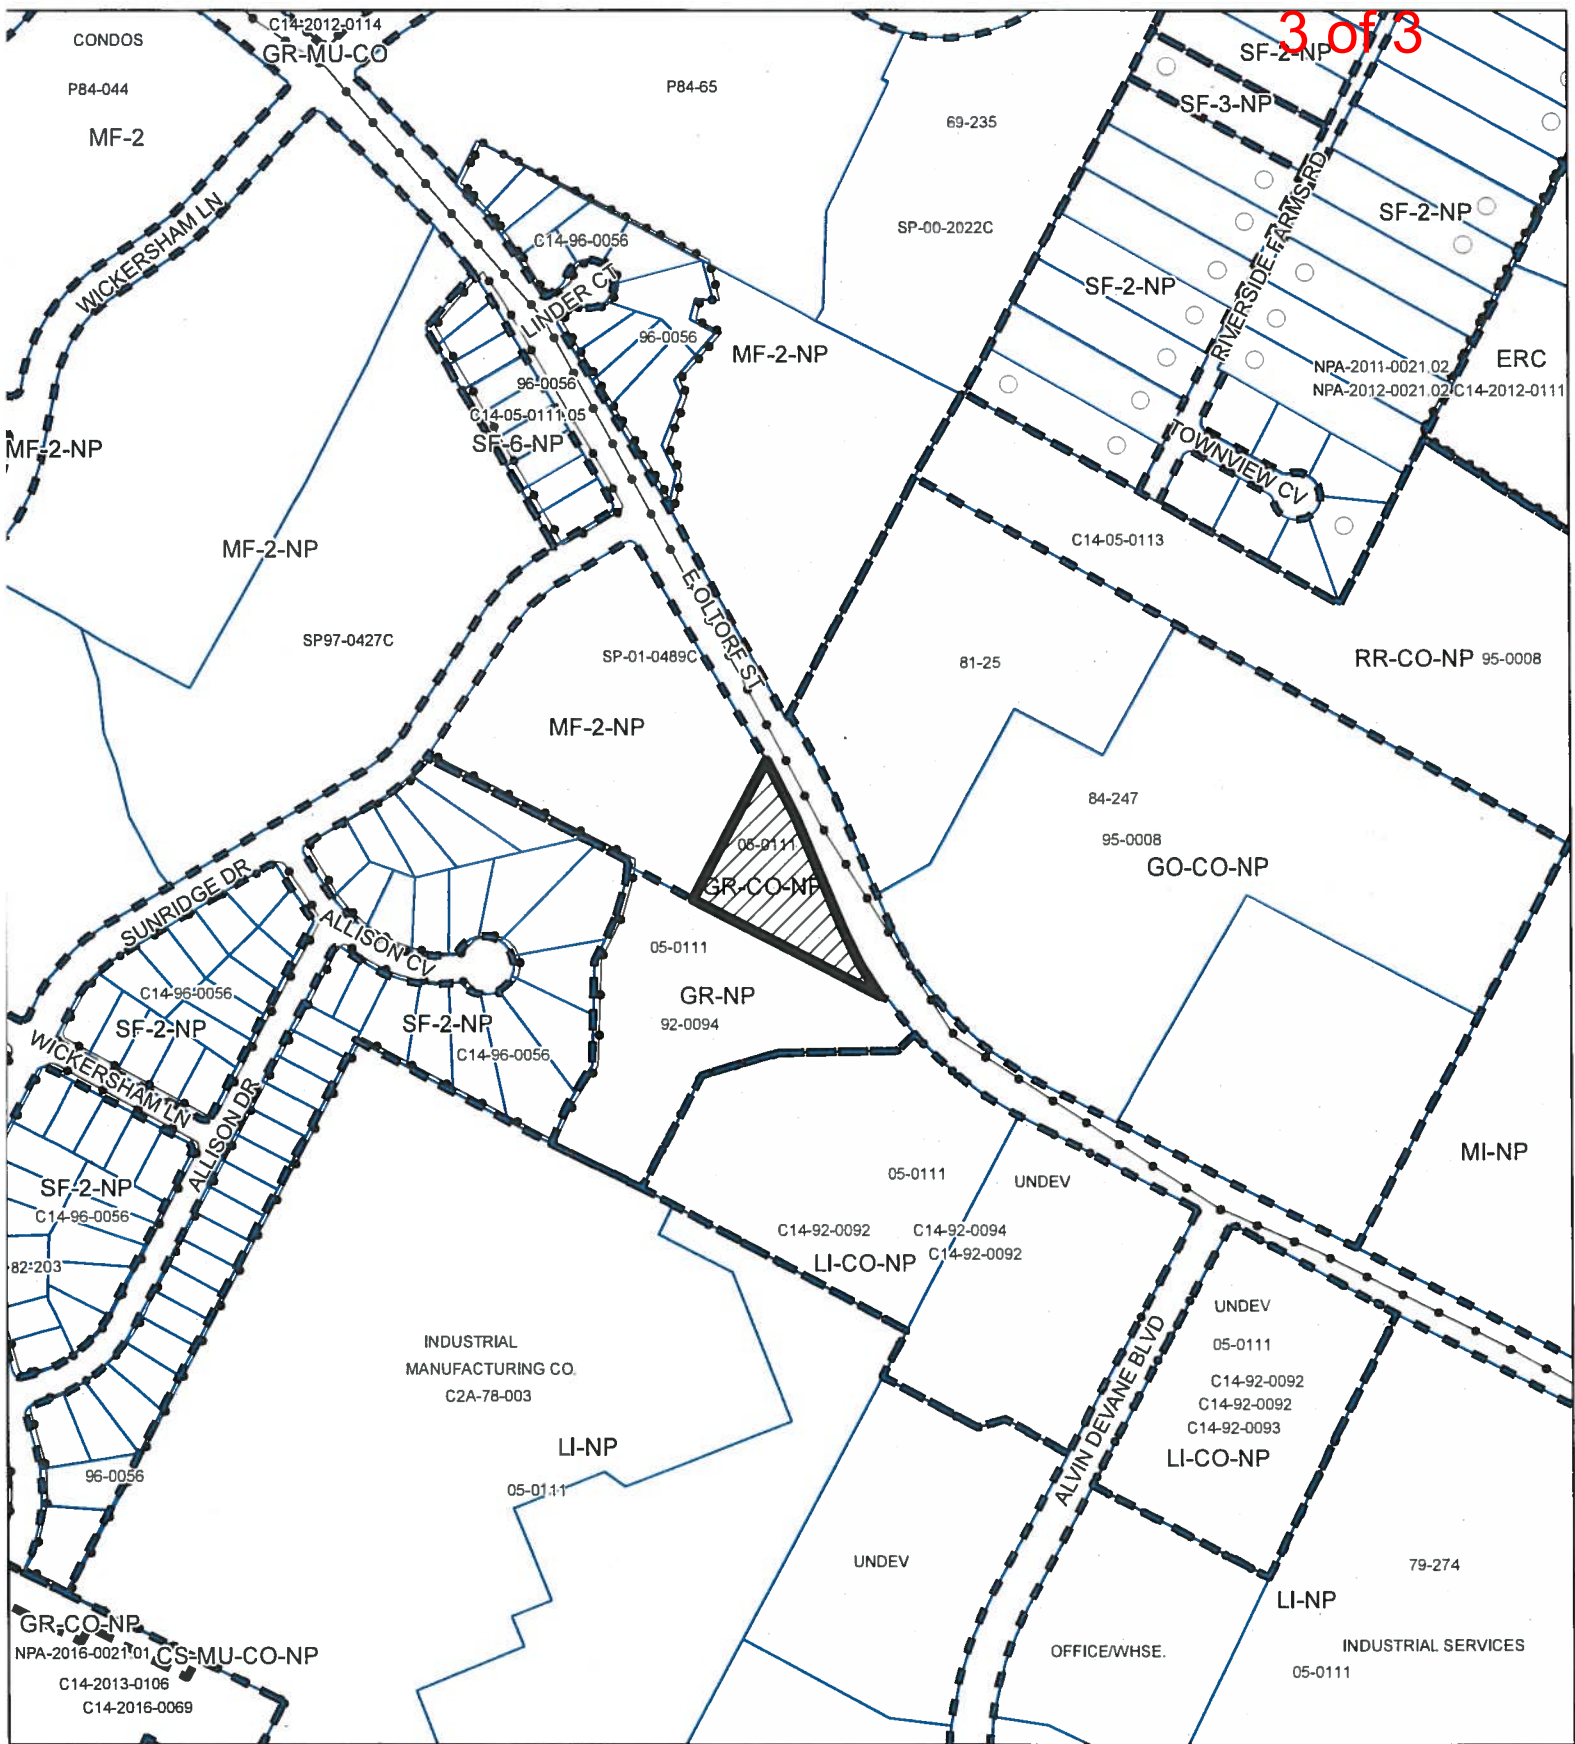 3 of 3
C14-2012-0114
GR-MU-CO
CONDOS
P84-044
MF-2
P84-65
69-235
SP-00-2022C
SF-2-NP
SF-3-NP
SF-2-NP
SF-2-NP
RIVERSIDE FARMS RD
WICKERSHAM LN
C14-96-0056
LINDER CT
96-0056
MF-2-NP
96-0056
C14-05-0111.05
SF-6-NP
NPA-2011-0021.02
ERC
NPA-2012-0021.02
C14-2012-0111
TOWNVIEW CV
MF-2-NP
MF-2-NP
C14-05-0113
E OLTORF ST
SP97-0427C
SP-01-0489C
81-25
RR-CO-NP
95-0008
MF-2-NP
84-247
95-0008
GO-CO-NP
05-0111
GR-CO-NP
SUNRIDGE DR
ALLISON CV
05-0111
GR-NP
92-0094
C14-96-0056
SF-2-NP
WICKERSHAM LN
SF-2-NP
C14-96-0056
ALLISON DR
MI-NP
SF-2-NP
C14-96-0056
82-203
05-0111
UNDEV
C14-92-0092
C14-92-0094
C14-92-0092
LI-CO-NP
UNDEV
05-0111
C14-92-0092
C14-92-0092
C14-92-0093
LI-CO-NP
ALVIN DEVANE BLVD
INDUSTRIAL
MANUFACTURING CO.
C2A-78-003
LI-NP
05-0111
96-0056
UNDEV
79-274
LI-NP
OFFICE/WHSE.
INDUSTRIAL SERVICES
05-0111
GR-CO-NP
NPA-2016-0021.01
CS-MU-CO-NP
C14-2013-0106
C14-2016-0069